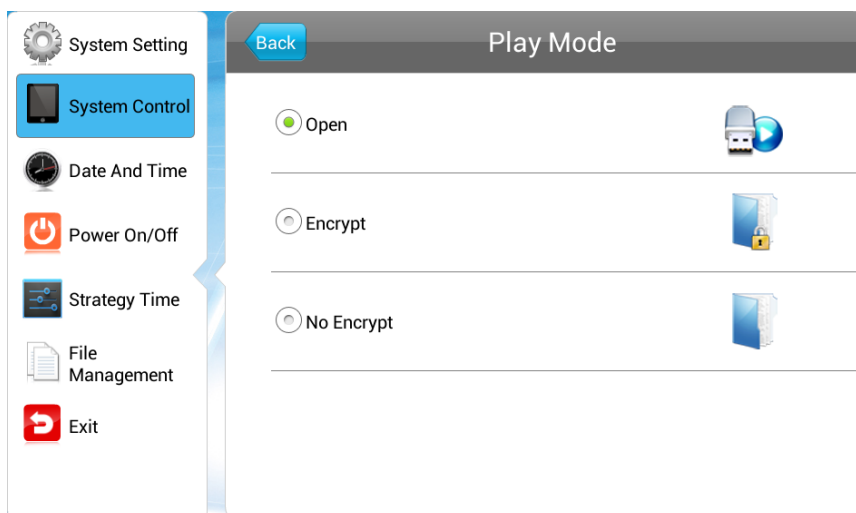 System Setting
System Control
Date And Time
Power On/Off
Strategy Time
File
Management
Exit
Back
Play Mode
Open
Encrypt
No Encrypt